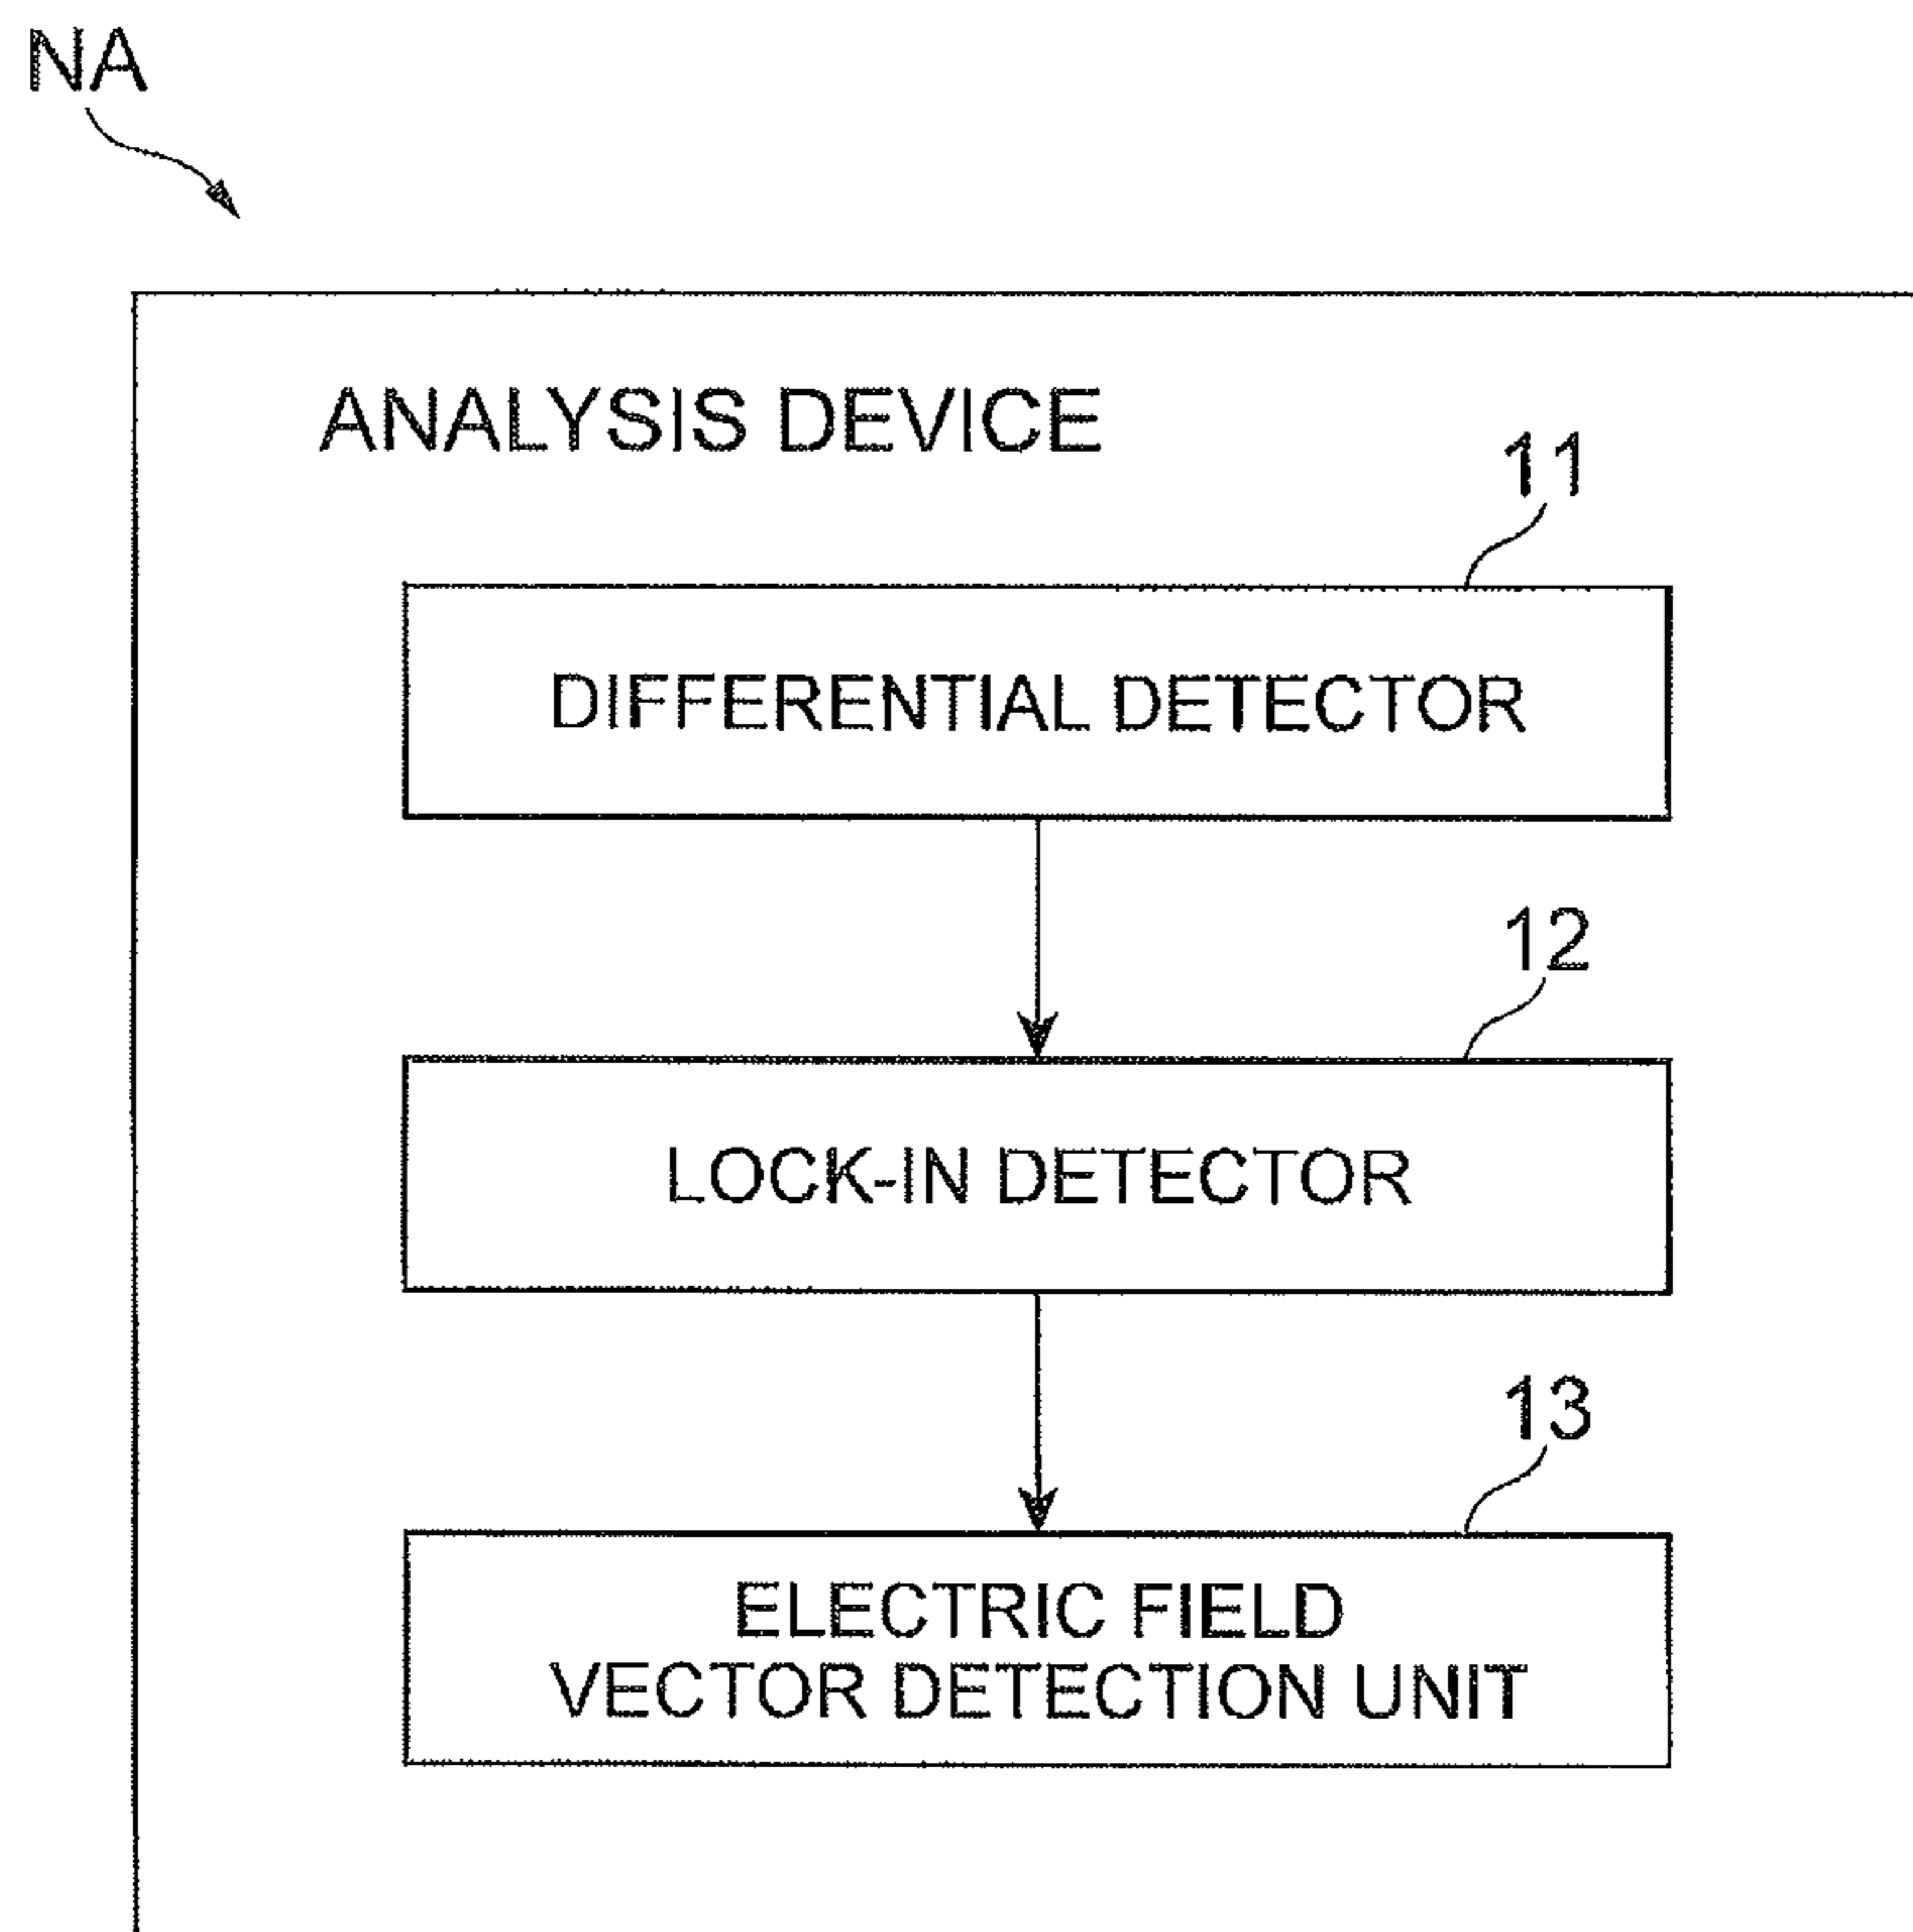 NA
ANALYSIS DEVICE
11
DIFFERENTIAL DETECTOR
12
LOCK-IN DETECTOR
13
ELECTRIC FIELD
VECTOR DETECTION UNIT